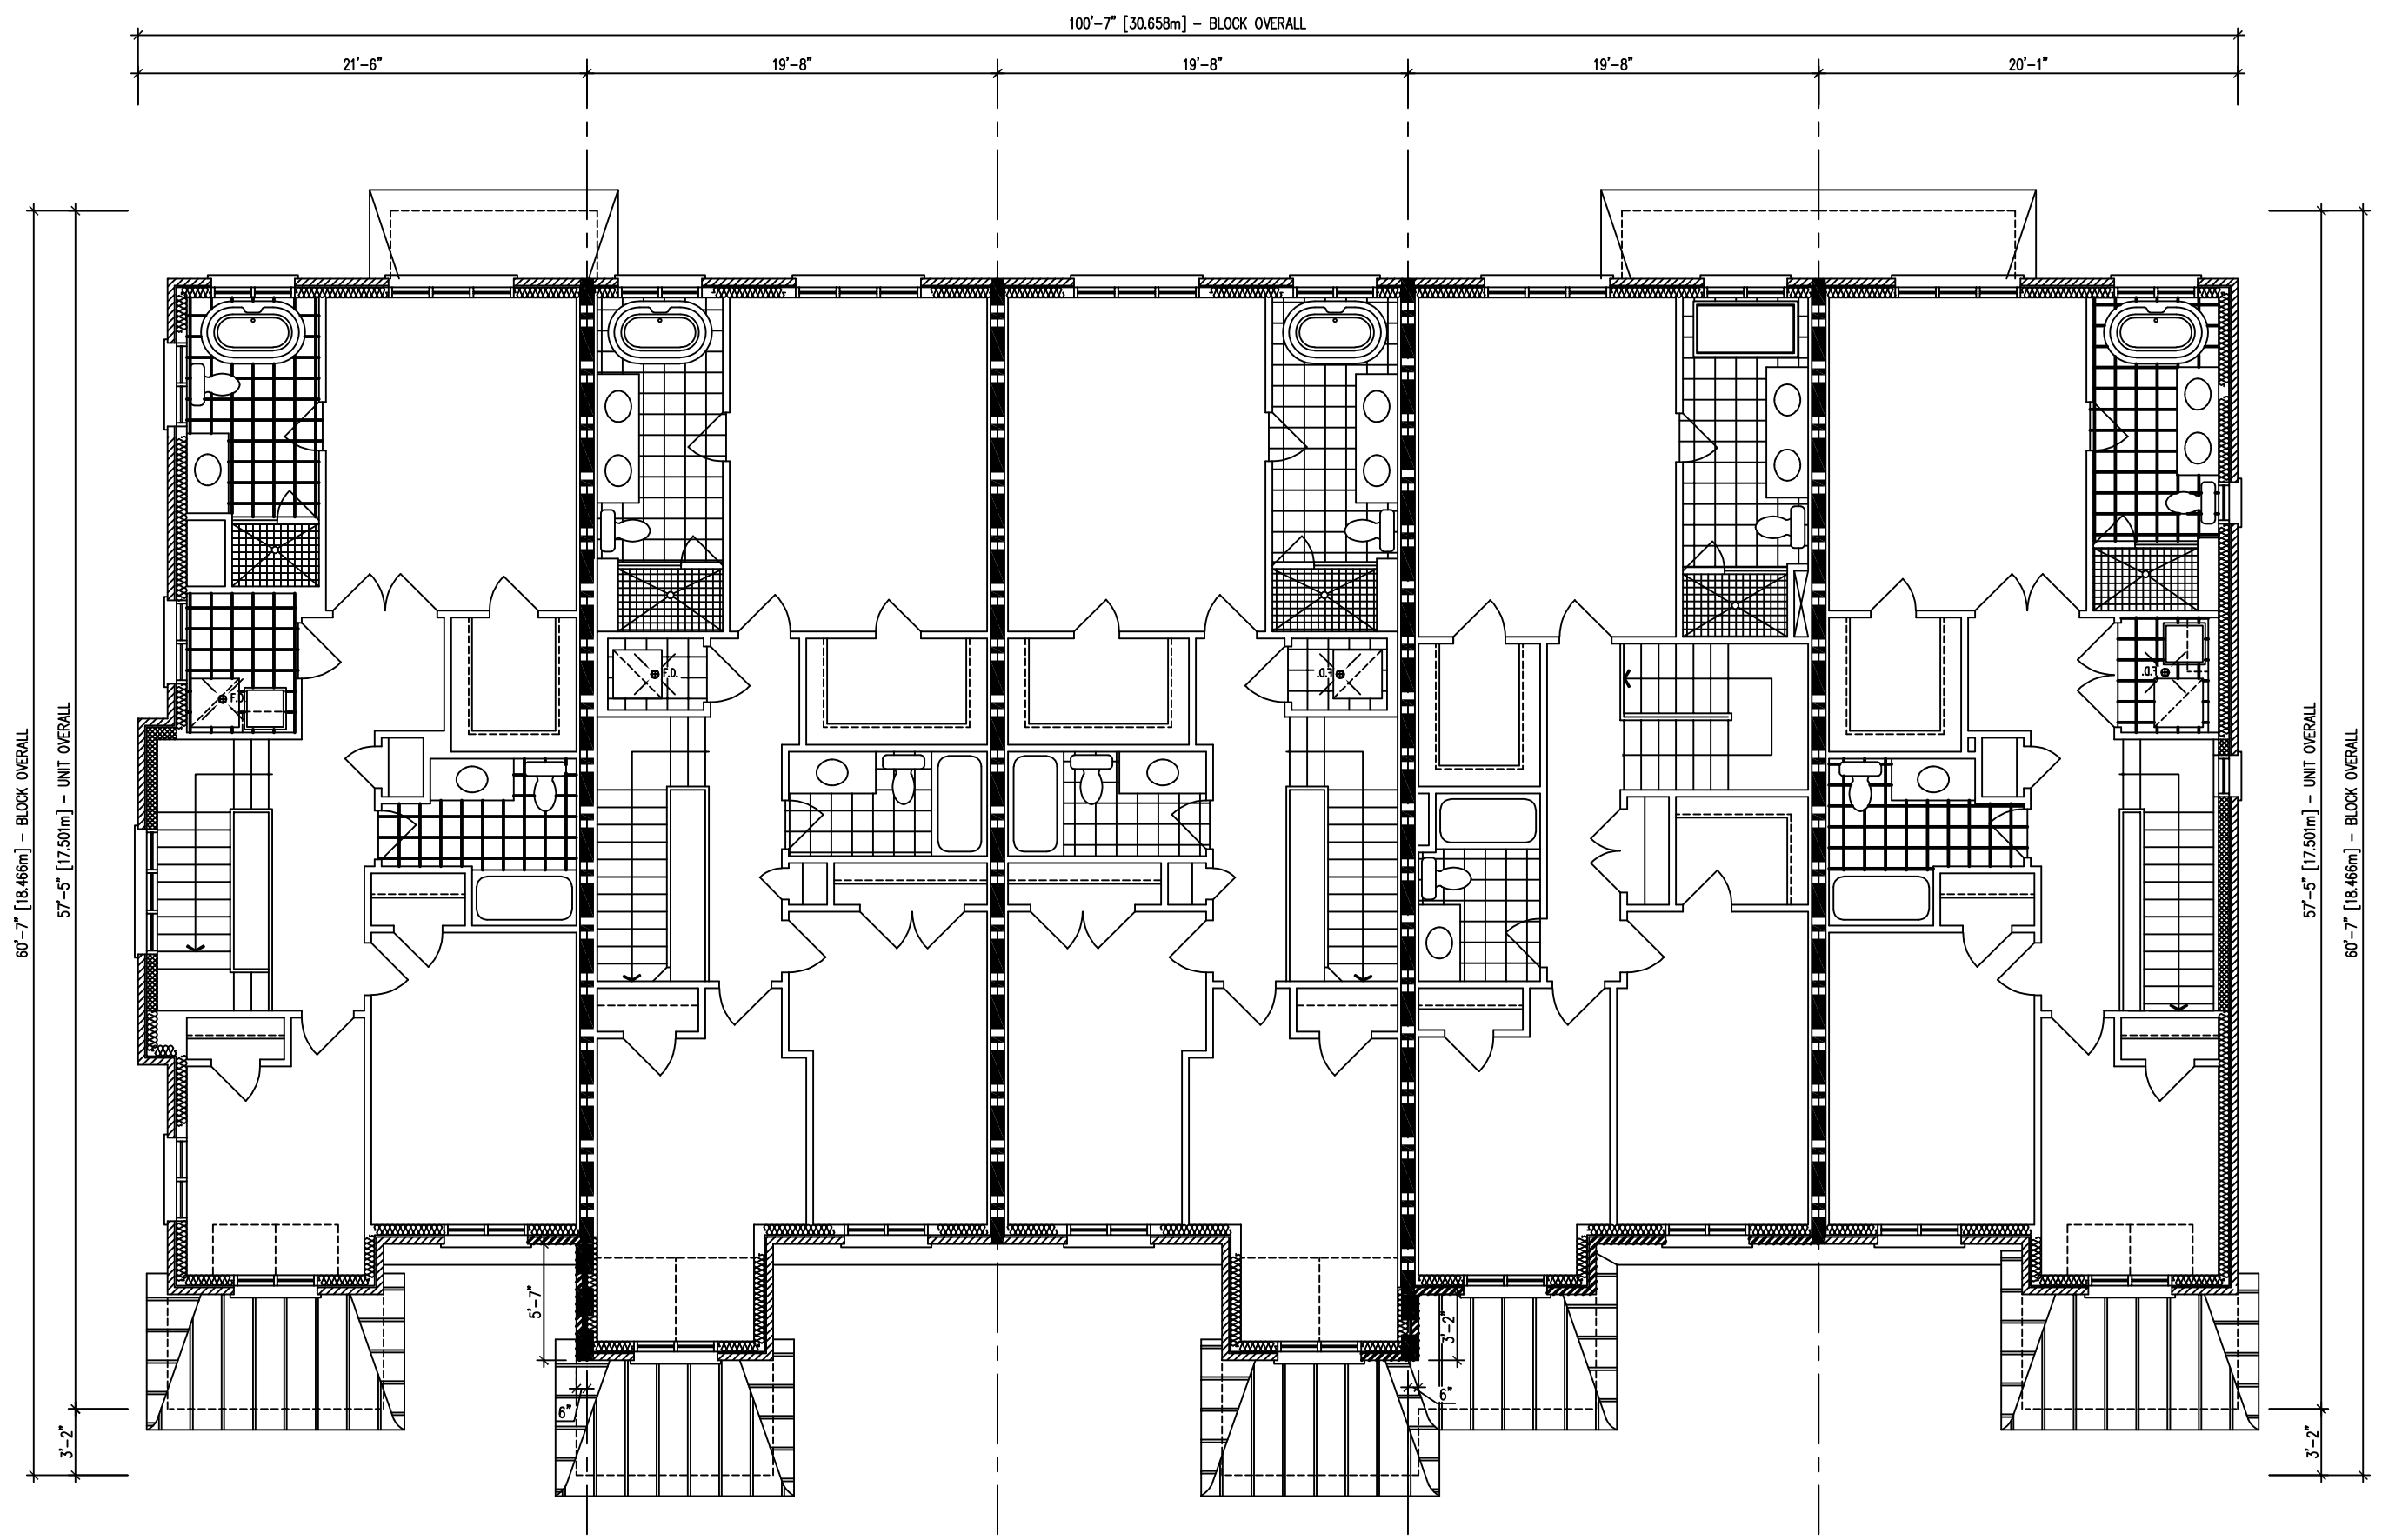 100'-7" [30.658m] - BLOCK OVERALL
21'-6"
19'-8"
19'-8"
19'-8"
20'-1"
60'-7" [18.466m] - BLOCK OVERALL
57'-5" [17.501m] - UNIT OVERALL
3'-2"
F.D.
F.D.
F.D.
F.D.
5'-7"
6"
3'-2"
6"
57'-5" [17.501m] - UNIT OVERALL
60'-7" [18.466m] - BLOCK OVERALL
3'-2"